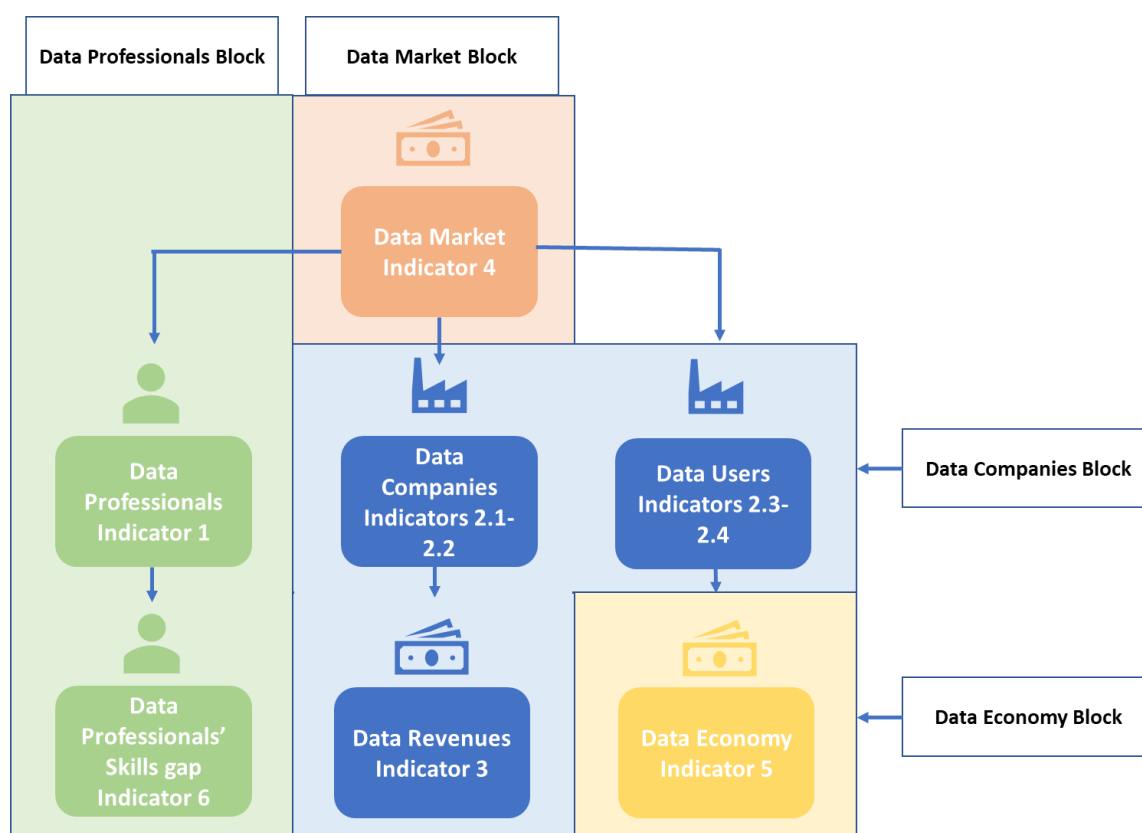 Data Professionals Block
Data Market Block
Data Market
Indicator 4
Data
Professionals
Indicator 1
Data
Companies
Indicators 2.1-
2.2
Data Users
Indicators 2.3-
2.4
Data Companies Block
Data
Professionals’
Skills gap
Indicator 6
Data Revenues
Indicator 3
Data Economy
Indicator 5
Data Economy Block